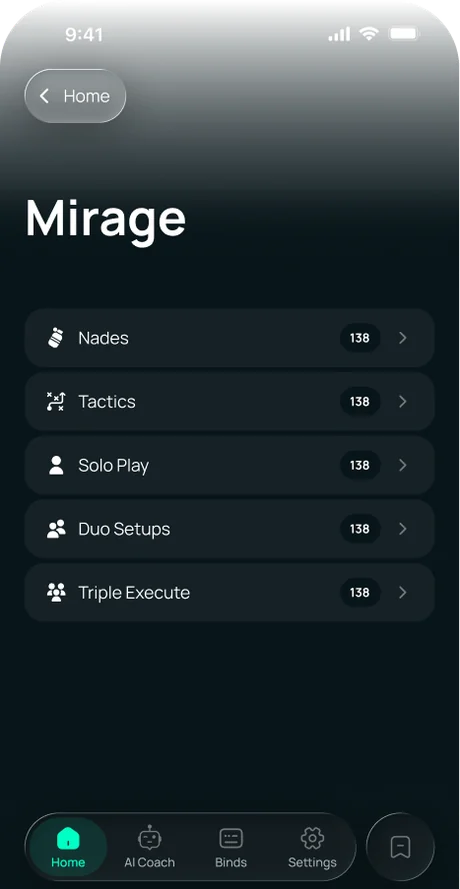 9:41
Home
Mirage
Nades 138
Tactics 138
Solo Play 138
Duo Setups 138
Triple Execute 138
Home AI Coach Binds Settings